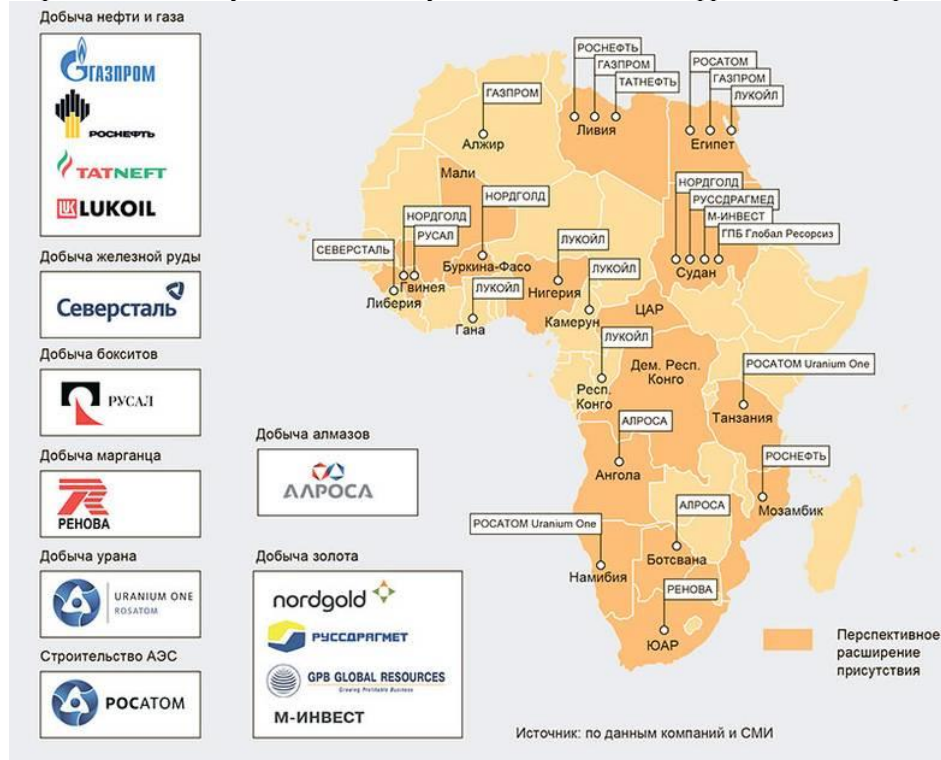 Добыча нефти и газа
ГАЗПРОМ
РОСНЕФТЬ
TATNEFT
LUKOIL
Добыча железной руды
Северсталь
Добыча бокситов
РУСАЛ
Добыча марганца
РЕНОВА
Добыча урана
URANIUM ONE
ROSATOM
Строительство АЭС
РОСАТОМ
Добыча алмазов
АЛРОСА
Добыча золота
nordgold
РУССДРАГМЕТ
GPB GLOBAL RESOURCES
Growing Profitable Business
М-ИНВЕСТ
РОСНЕФТЬ
ГАЗПРОМ
ТАТНЕФТЬ
Ливия
РОСАТОМ
ГАЗПРОМ
ЛУКОЙЛ
Египет
ГАЗПРОМ
Алжир
Мали
НОРДГОЛД
Буркина-Фасо
НОРДГОЛД
РУСАЛ
Гвинея
СЕВЕРСТАЛЬ
Либерия
ЛУКОЙЛ
Гана
ЛУКОЙЛ
Нигерия
ЛУКОЙЛ
Камерун
НОРДГОЛД
РУССДРАГМЕД
М-ИНВЕСТ
ГПБ Глобал Ресорсиз
Судан
ЦАР
ЛУКОЙЛ
Респ.
Конго
Дем. Респ.
Конго
РОСАТОМ Uranium One
Танзания
АЛРОСА
Ангола
РОСНЕФТЬ
Мозамбик
РОСАТОМ Uranium One
Намибия
АЛРОСА
Ботсвана
РЕНОВА
ЮАР
Перспективное
расширение
присутствия
Источник: по данным компаний и СМИ